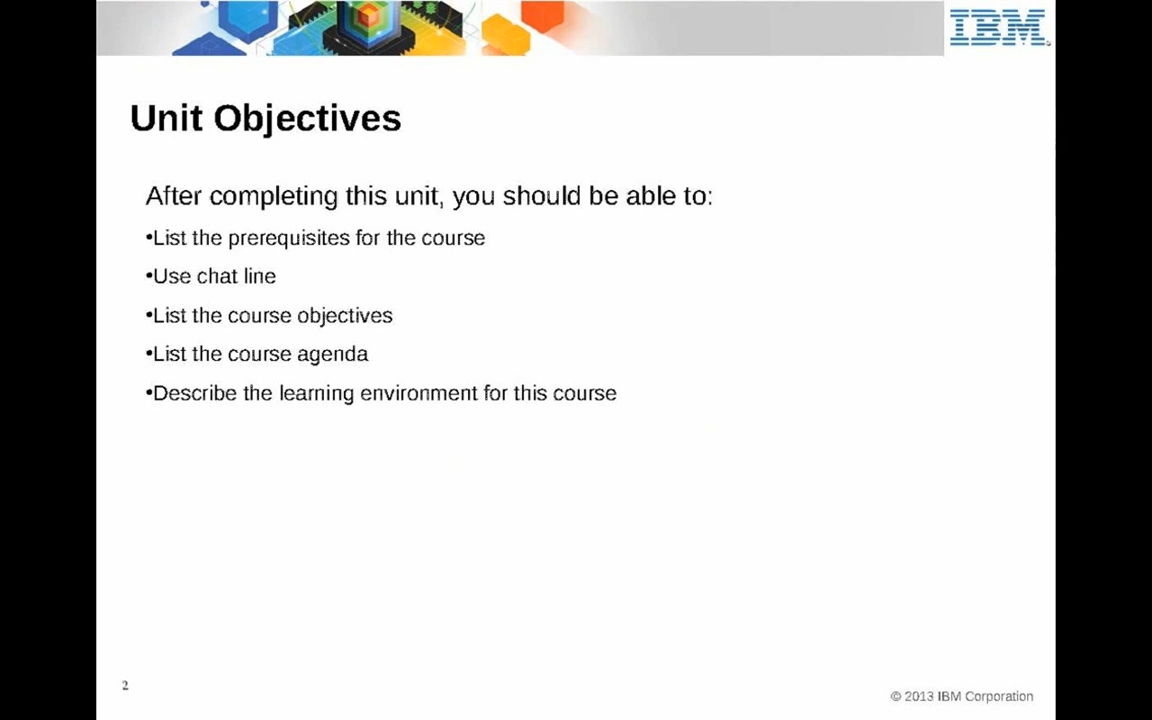 IBM
Unit Objectives
After completing this unit, you should be able to:
•List the prerequisites for the course
•Use chat line
•List the course objectives
•List the course agenda
•Describe the learning environment for this course
2
© 2013 IBM Corporation